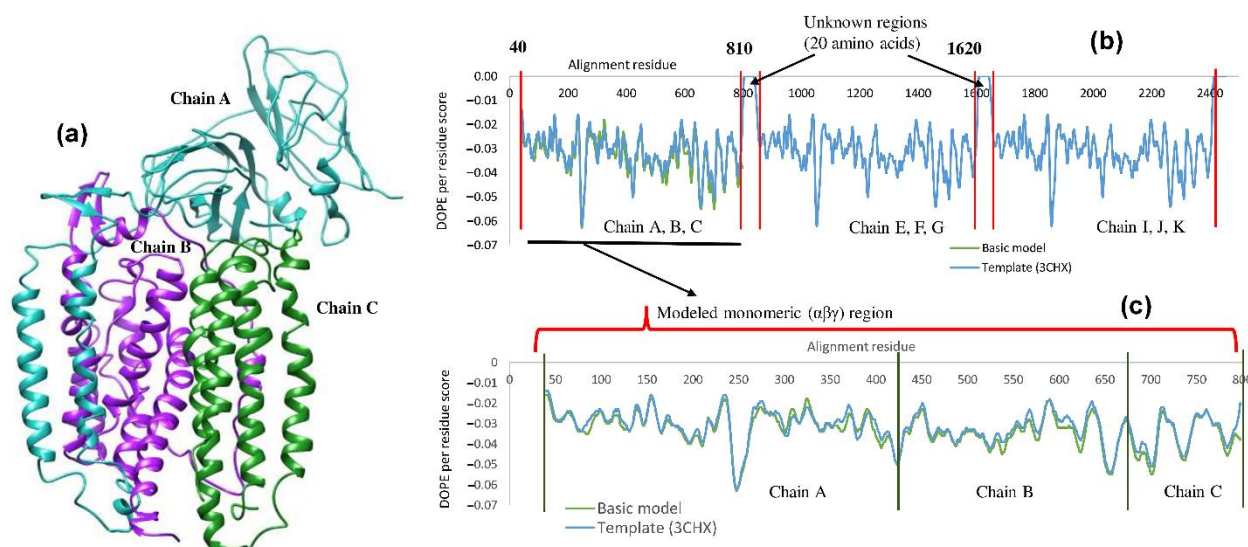 (a)
Chain A
Chain B
Chain C
Unknown regions
(20 amino acids)
40
810
1620
(b)
Alignment residue
0.00
0 200 400 600 800 1000 1200 1400 1600 1800 2000 2200 2400
−0.01
−0.02
−0.03
−0.04
−0.05
−0.06
−0.07
DOPE per residue score
Chain A, B, C
Chain E, F, G
Chain I, J, K
Basic model
Template (3CHX)
Modeled monomeric (αβγ) region
(c)
Alignment residue
0
0 50 100 150 200 250 300 350 400 450 500 550 600 650 700 750 800
−0.01
−0.02
−0.03
−0.04
−0.05
−0.06
−0.07
DOPE per residue score
Chain A
Chain B
Chain C
Basic model
Template (3CHX)